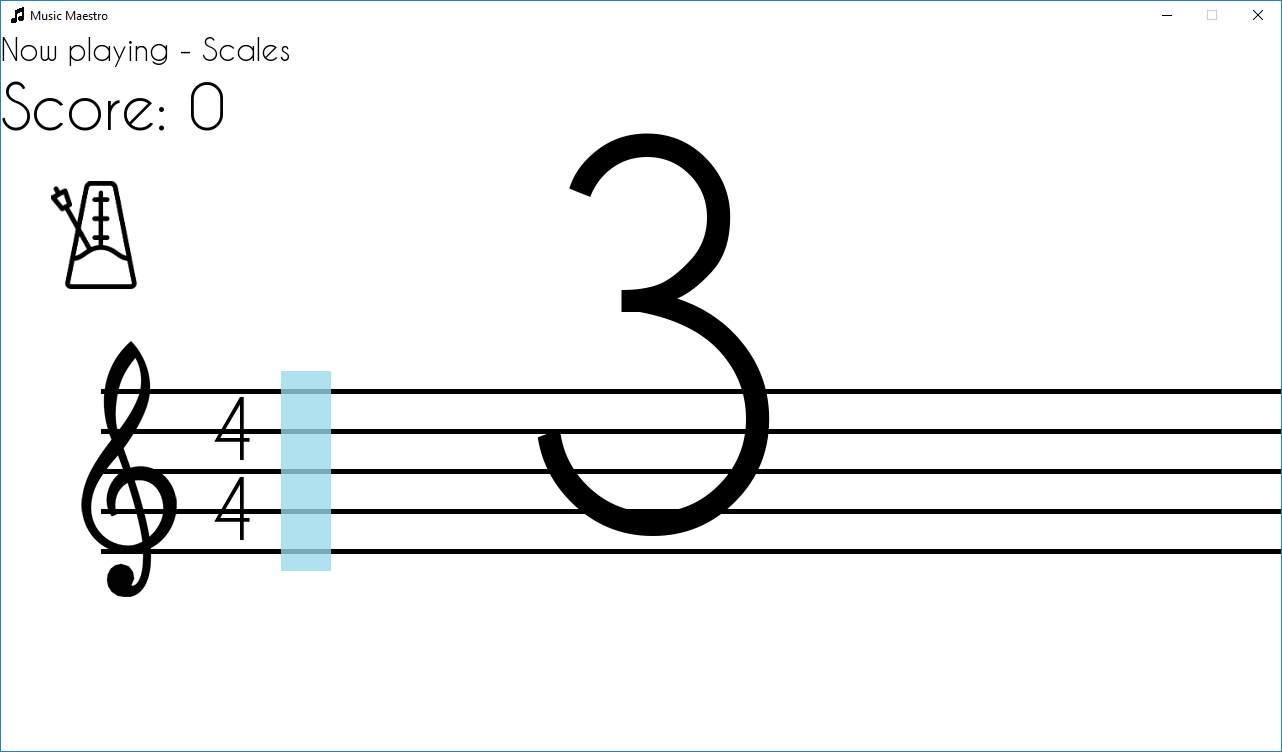 Music Maestro
Now playing - Scales
Score: 0
3
4
4